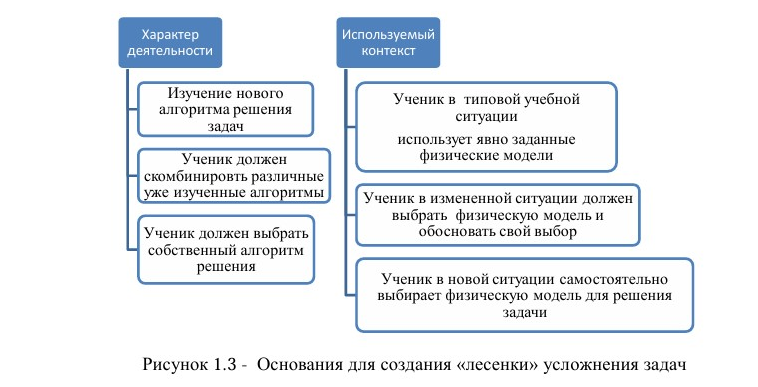 Характер
деятельности
Изучение нового
алгоритма решения
задач
Ученик должен
скомбинировть различные
уже изученные алгоритмы
Ученик должен выбрать
собственный алгоритм
решения
Используемый
контекст
Ученик в типовой учебной
ситуации
использует явно заданные
физические модели
Ученик в измененной ситуации должен
выбрать физическую модель и
обосновать свой выбор
Ученик в новой ситуации самостоятельно
выбирает физическую модель для решения
задачи
Рисунок 1.3 - Основания для создания «лесенки» усложнения задач